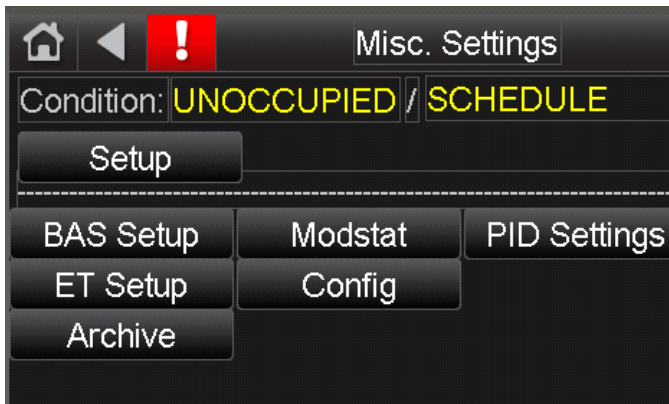 ! Misc. Settings
Condition: UNOCCUPIED / SCHEDULE
Setup
BAS Setup Modstat PID Settings
ET Setup Config
Archive